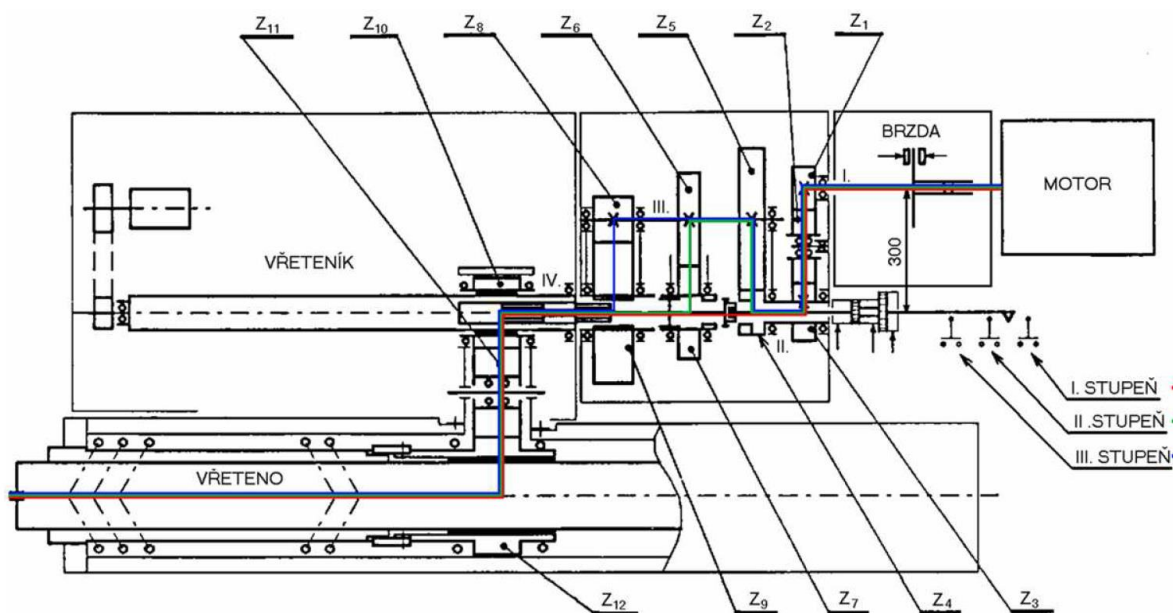 Z11
Z10
Z8
Z6
Z5
Z2
Z1
BRZDA
I.
MOTOR
III.
300
VŘETENÍK
IV.
II.
I. STUPEŇ
II .STUPEŇ
III. STUPEŇ
VŘETENO
Z12
Z9
Z7
Z4
Z3